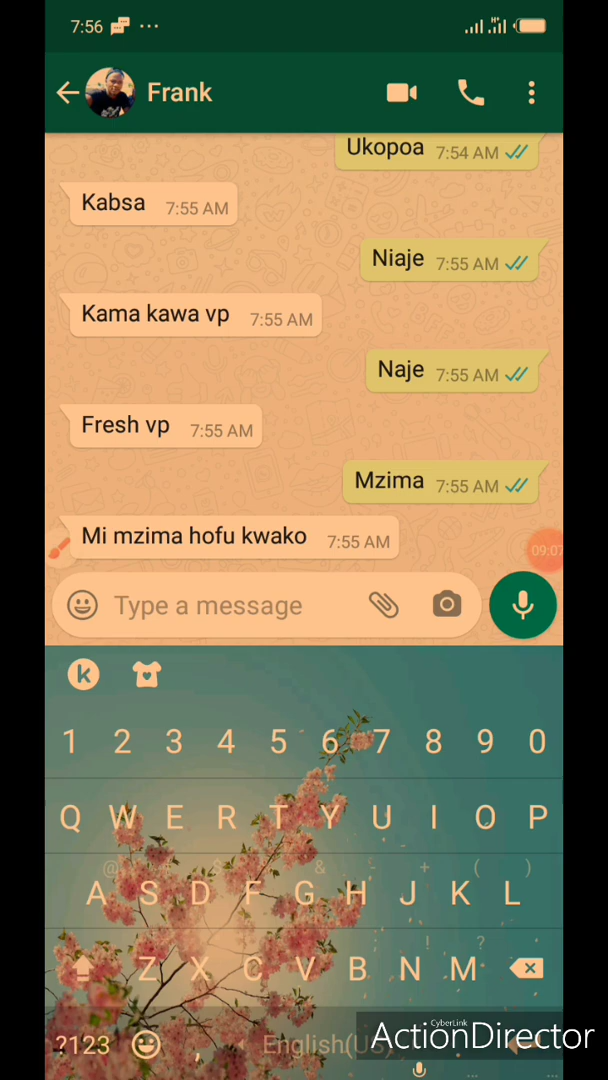 7:56
Frank
Ukopoa 7:54 AM
Kabsa 7:55 AM
Niaje 7:55 AM
Kama kawa vp 7:55 AM
Naje 7:55 AM
Fresh vp 7:55 AM
Mzima 7:55 AM
Mi mzima hofu kwako 7:55 AM
09:07
Type a message
k
1 2 3 4 5 6 7 8 9 0
Q W E R T Y U I O P
@ & + ( )
A S D F G H J K L
! ?
Z X C V B N M
?123 , English(US) .
CyberLink
ActionDirector